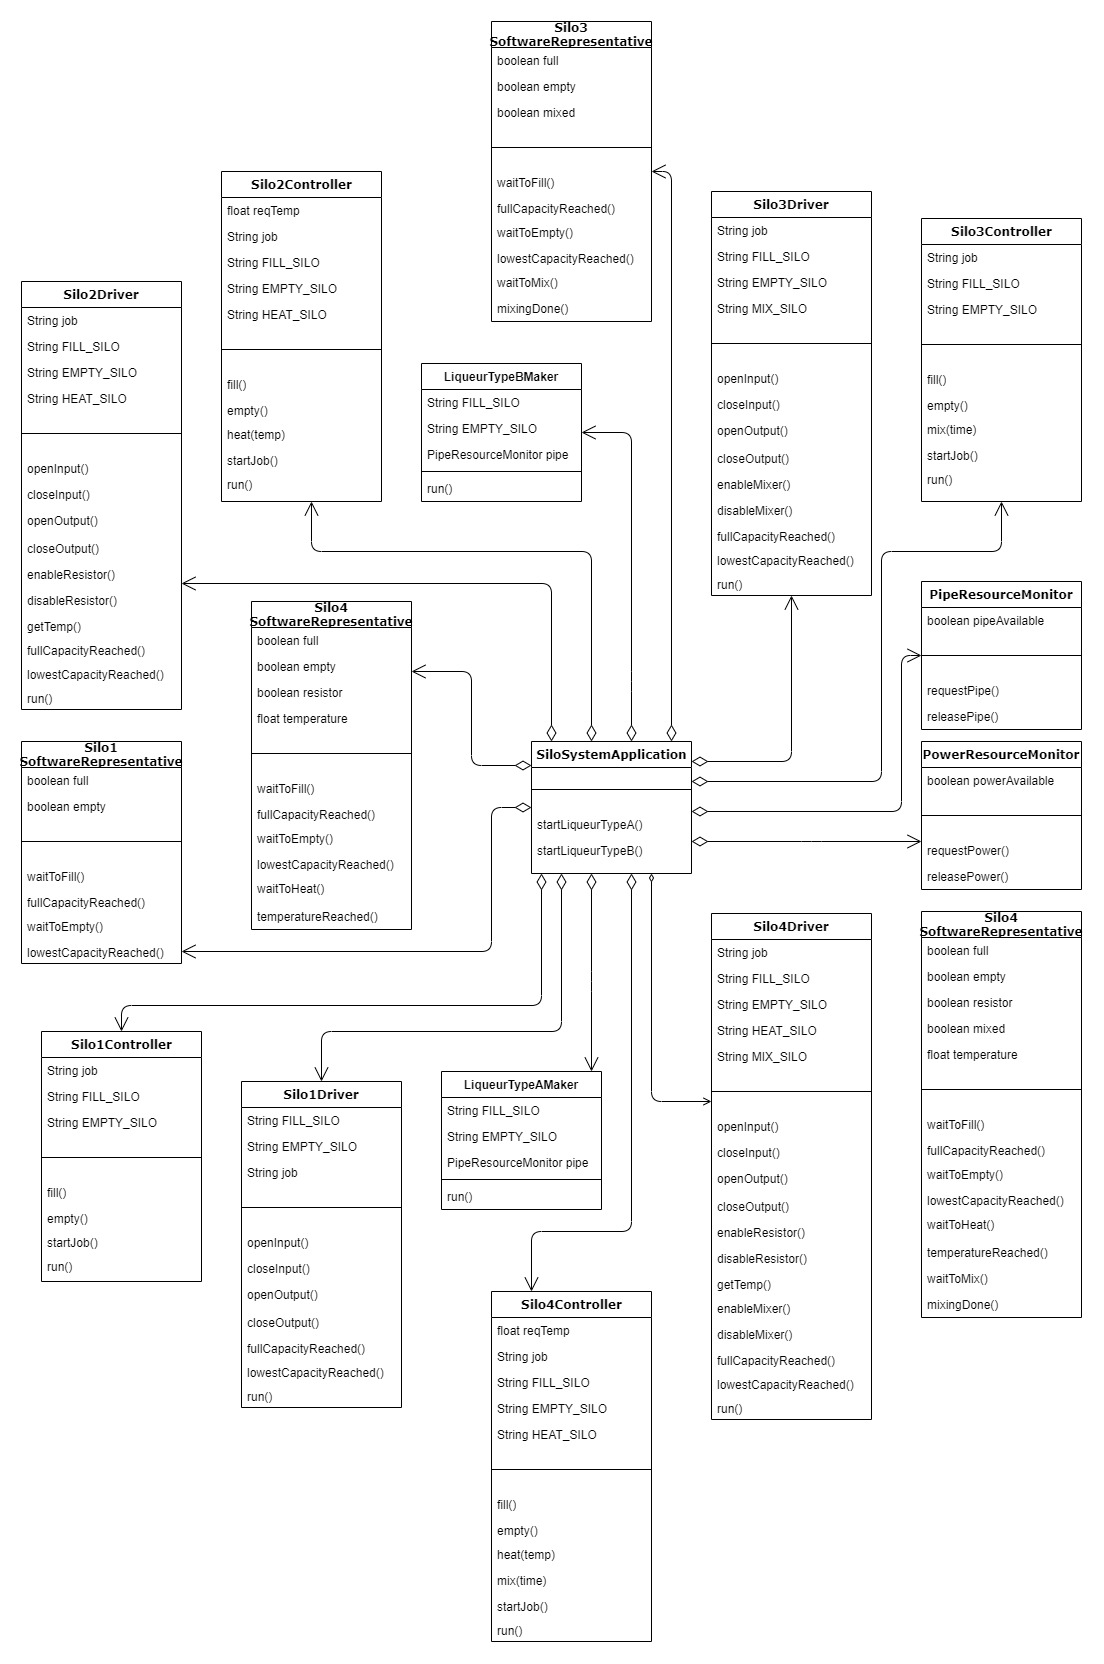 Silo3
SoftwareRepresentative
boolean full
boolean empty
boolean mixed
waitToFill()
fullCapacityReached()
waitToEmpty()
lowestCapacityReached()
waitToMix()
mixingDone()
Silo2Controller
float reqTemp
String job
String FILL_SILO
String EMPTY_SILO
String HEAT_SILO
fill()
empty()
heat(temp)
startJob()
run()
Silo3Driver
String job
String FILL_SILO
String EMPTY_SILO
String MIX_SILO
openInput()
closeInput()
openOutput()
closeOutput()
enableMixer()
disableMixer()
fullCapacityReached()
lowestCapacityReached()
run()
Silo3Controller
String job
String FILL_SILO
String EMPTY_SILO
fill()
empty()
mix(time)
startJob()
run()
Silo2Driver
String job
String FILL_SILO
String EMPTY_SILO
String HEAT_SILO
openInput()
closeInput()
openOutput()
closeOutput()
enableResistor()
disableResistor()
getTemp()
fullCapacityReached()
lowestCapacityReached()
run()
LiqueurTypeBMaker
String FILL_SILO
String EMPTY_SILO
PipeResourceMonitor pipe
run()
Silo4
SoftwareRepresentative
boolean full
boolean empty
boolean resistor
float temperature
waitToFill()
fullCapacityReached()
waitToEmpty()
lowestCapacityReached()
waitToHeat()
temperatureReached()
PipeResourceMonitor
boolean pipeAvailable
requestPipe()
releasePipe()
Silo1
SoftwareRepresentative
boolean full
boolean empty
waitToFill()
fullCapacityReached()
waitToEmpty()
lowestCapacityReached()
SiloSystemApplication
startLiqueurTypeA()
startLiqueurTypeB()
PowerResourceMonitor
boolean powerAvailable
requestPower()
releasePower()
Silo4Driver
String job
String FILL_SILO
String EMPTY_SILO
String HEAT_SILO
String MIX_SILO
openInput()
closeInput()
openOutput()
closeOutput()
enableResistor()
disableResistor()
getTemp()
enableMixer()
disableMixer()
fullCapacityReached()
lowestCapacityReached()
run()
Silo4
SoftwareRepresentative
boolean full
boolean empty
boolean resistor
boolean mixed
float temperature
waitToFill()
fullCapacityReached()
waitToEmpty()
lowestCapacityReached()
waitToHeat()
temperatureReached()
waitToMix()
mixingDone()
Silo1Controller
String job
String FILL_SILO
String EMPTY_SILO
fill()
empty()
startJob()
run()
Silo1Driver
String FILL_SILO
String EMPTY_SILO
String job
openInput()
closeInput()
openOutput()
closeOutput()
fullCapacityReached()
lowestCapacityReached()
run()
LiqueurTypeAMaker
String FILL_SILO
String EMPTY_SILO
PipeResourceMonitor pipe
run()
Silo4Controller
float reqTemp
String job
String FILL_SILO
String EMPTY_SILO
String HEAT_SILO
fill()
empty()
heat(temp)
mix(time)
startJob()
run()